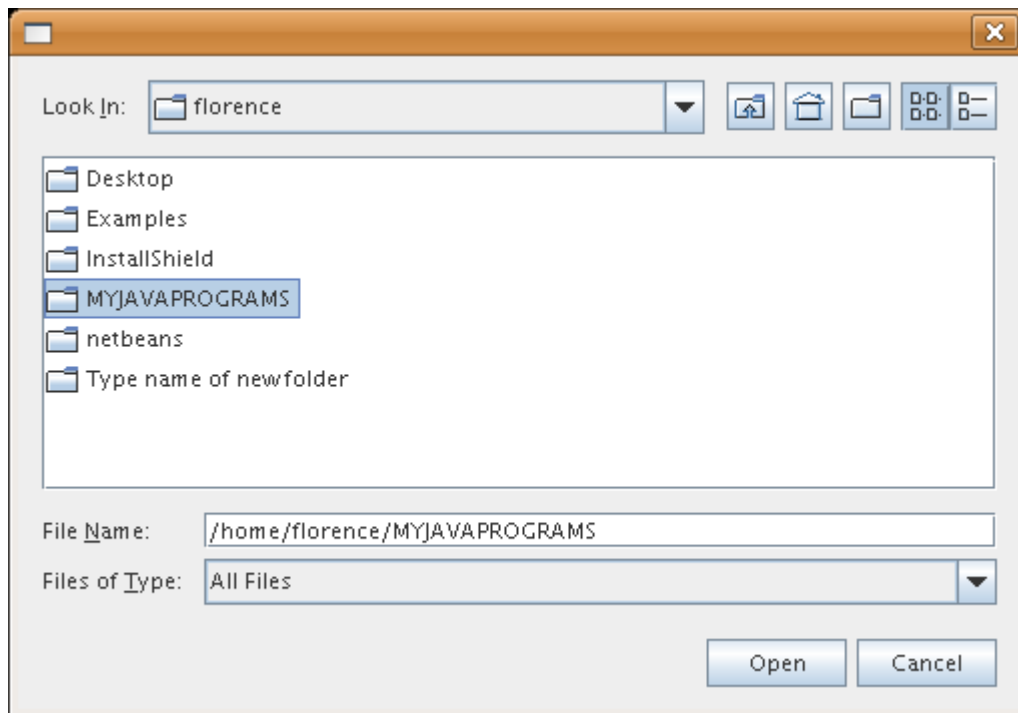 Look In: florence
Desktop
Examples
InstallShield
MYJAVAPROGRAMS
netbeans
Type name of newfolder
File Name: /home/florence/MYJAVAPROGRAMS
Files of Type: All Files
Open Cancel